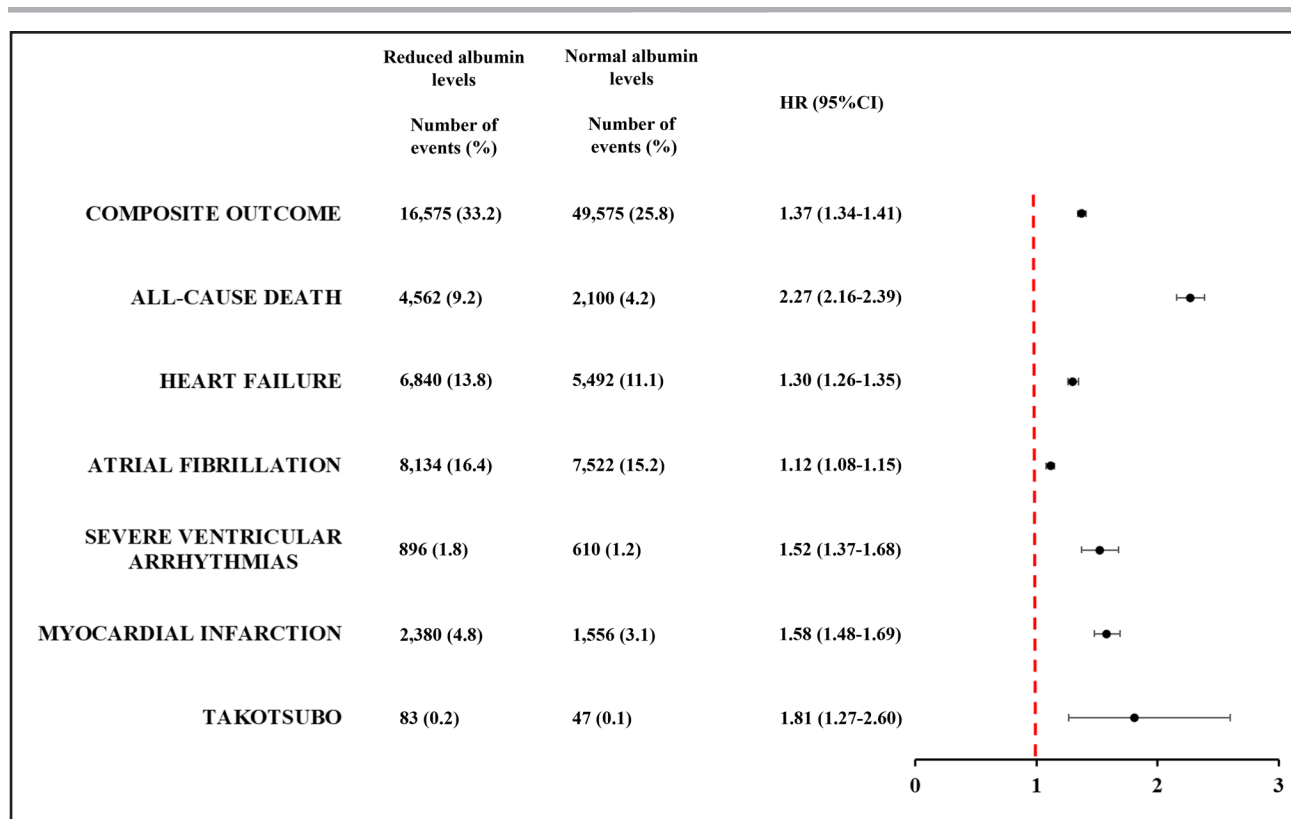 Reduced albumin levels
Normal albumin levels
HR (95%CI)
Number of events (%)
Number of events (%)
COMPOSITE OUTCOME 16,575 (33.2) 49,575 (25.8) 1.37 (1.34-1.41)
ALL-CAUSE DEATH 4,562 (9.2) 2,100 (4.2) 2.27 (2.16-2.39)
HEART FAILURE 6,840 (13.8) 5,492 (11.1) 1.30 (1.26-1.35)
ATRIAL FIBRILLATION 8,134 (16.4) 7,522 (15.2) 1.12 (1.08-1.15)
SEVERE VENTRICULAR
ARRHYTHMIAS 896 (1.8) 610 (1.2) 1.52 (1.37-1.68)
MYOCARDIAL INFARCTION 2,380 (4.8) 1,556 (3.1) 1.58 (1.48-1.69)
TAKOTSUBO 83 (0.2) 47 (0.1) 1.81 (1.27-2.60)
0 1 2 3